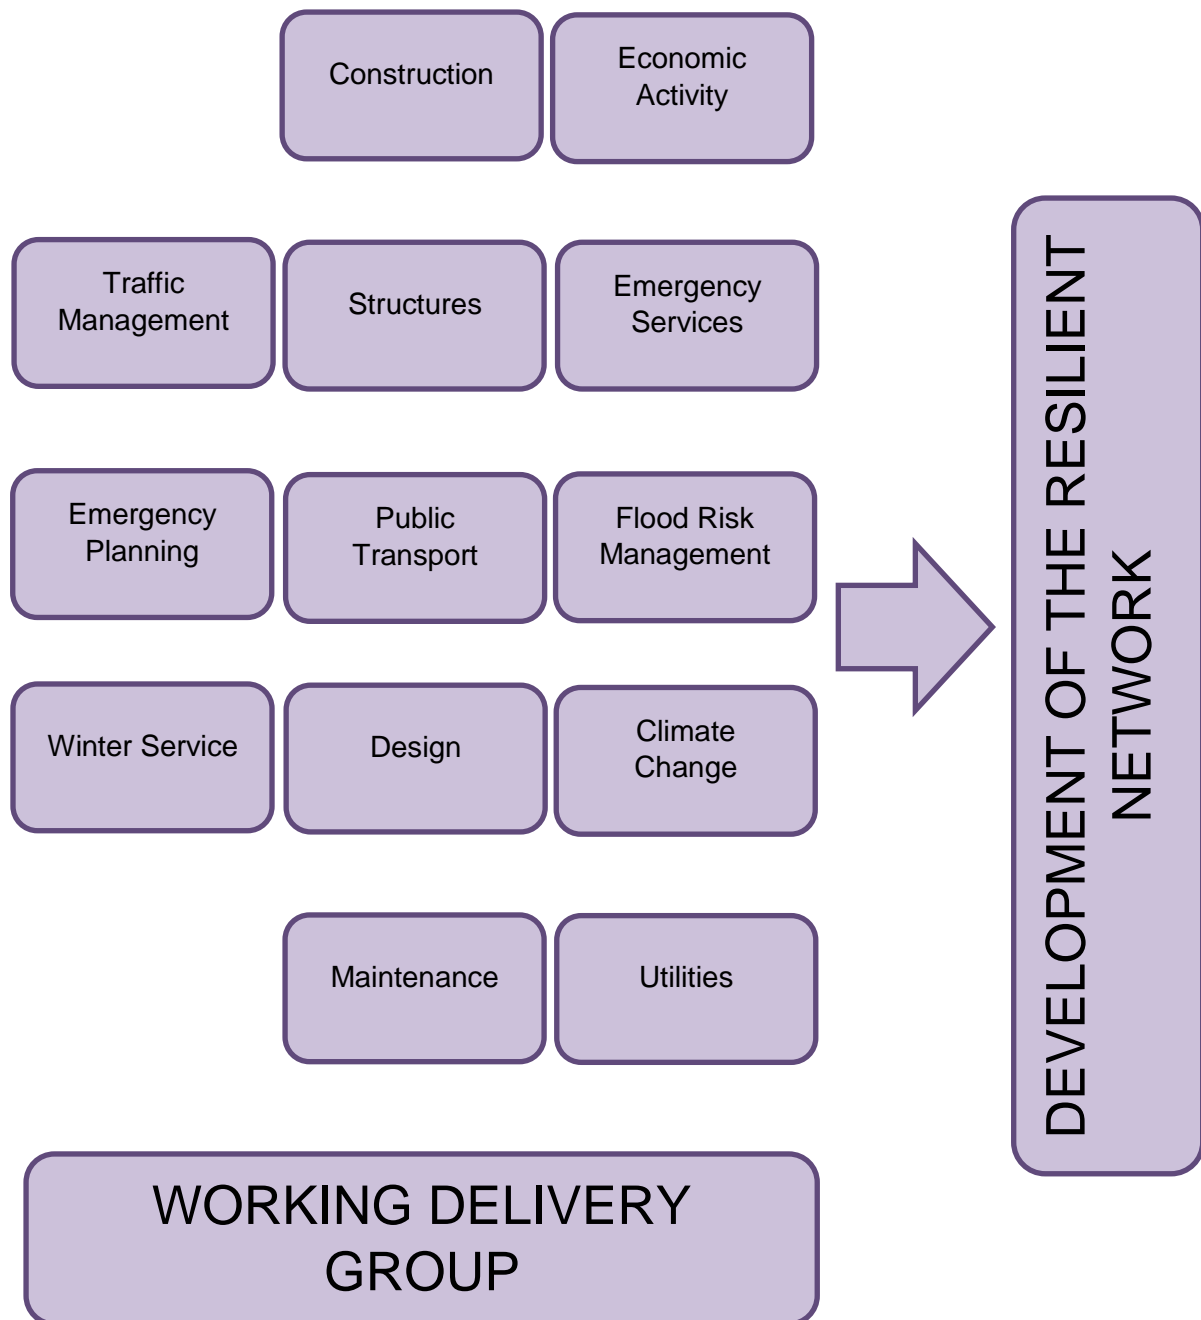 Construction
Economic
Activity
Traffic
Management
Structures
Emergency
Services
Emergency
Planning
Public
Transport
Flood Risk
Management
Winter Service
Design
Climate
Change
Maintenance
Utilities
WORKING DELIVERY
GROUP
DEVELOPMENT OF THE RESILIENT
NETWORK